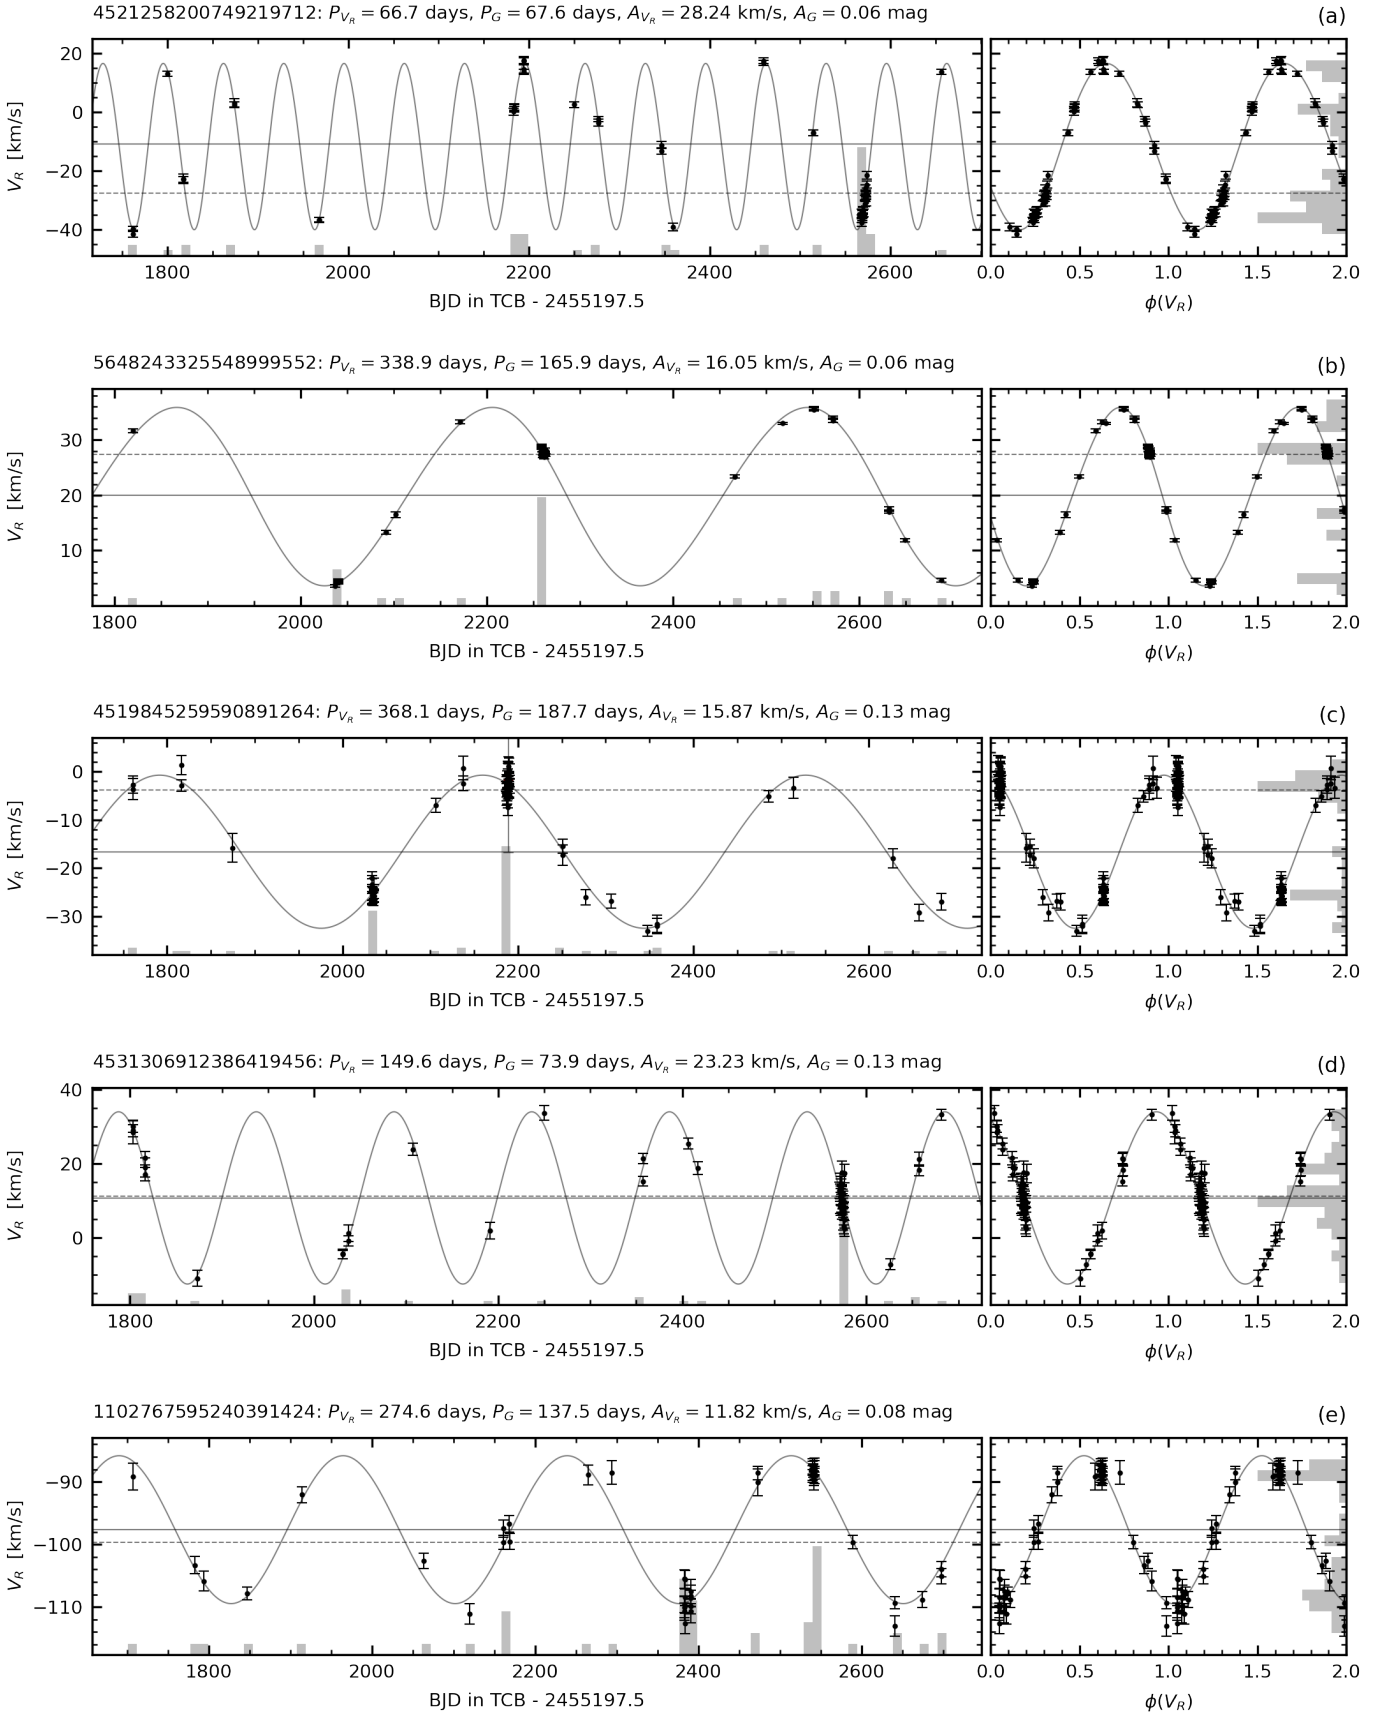 4521258200749219712: P_{V_R} = 66.7 days, P_G = 67.6 days, A_{V_R} = 28.24 km/s, A_G = 0.06 mag (a)
20
0
−20
−40
V_R [km/s]
1800 2000 2200 2400 2600 0.0 0.5 1.0 1.5 2.0
BJD in TCB - 2455197.5 ϕ(V_R)
5648243325548999552: P_{V_R} = 338.9 days, P_G = 165.9 days, A_{V_R} = 16.05 km/s, A_G = 0.06 mag (b)
30
20
10
V_R [km/s]
1800 2000 2200 2400 2600 0.0 0.5 1.0 1.5 2.0
BJD in TCB - 2455197.5 ϕ(V_R)
4519845259590891264: P_{V_R} = 368.1 days, P_G = 187.7 days, A_{V_R} = 15.87 km/s, A_G = 0.13 mag (c)
0
−10
−20
−30
V_R [km/s]
1800 2000 2200 2400 2600 0.0 0.5 1.0 1.5 2.0
BJD in TCB - 2455197.5 ϕ(V_R)
4531306912386419456: P_{V_R} = 149.6 days, P_G = 73.9 days, A_{V_R} = 23.23 km/s, A_G = 0.13 mag (d)
40
20
0
V_R [km/s]
1800 2000 2200 2400 2600 0.0 0.5 1.0 1.5 2.0
BJD in TCB - 2455197.5 ϕ(V_R)
1102767595240391424: P_{V_R} = 274.6 days, P_G = 137.5 days, A_{V_R} = 11.82 km/s, A_G = 0.08 mag (e)
−90
−100
−110
V_R [km/s]
1800 2000 2200 2400 2600 0.0 0.5 1.0 1.5 2.0
BJD in TCB - 2455197.5 ϕ(V_R)